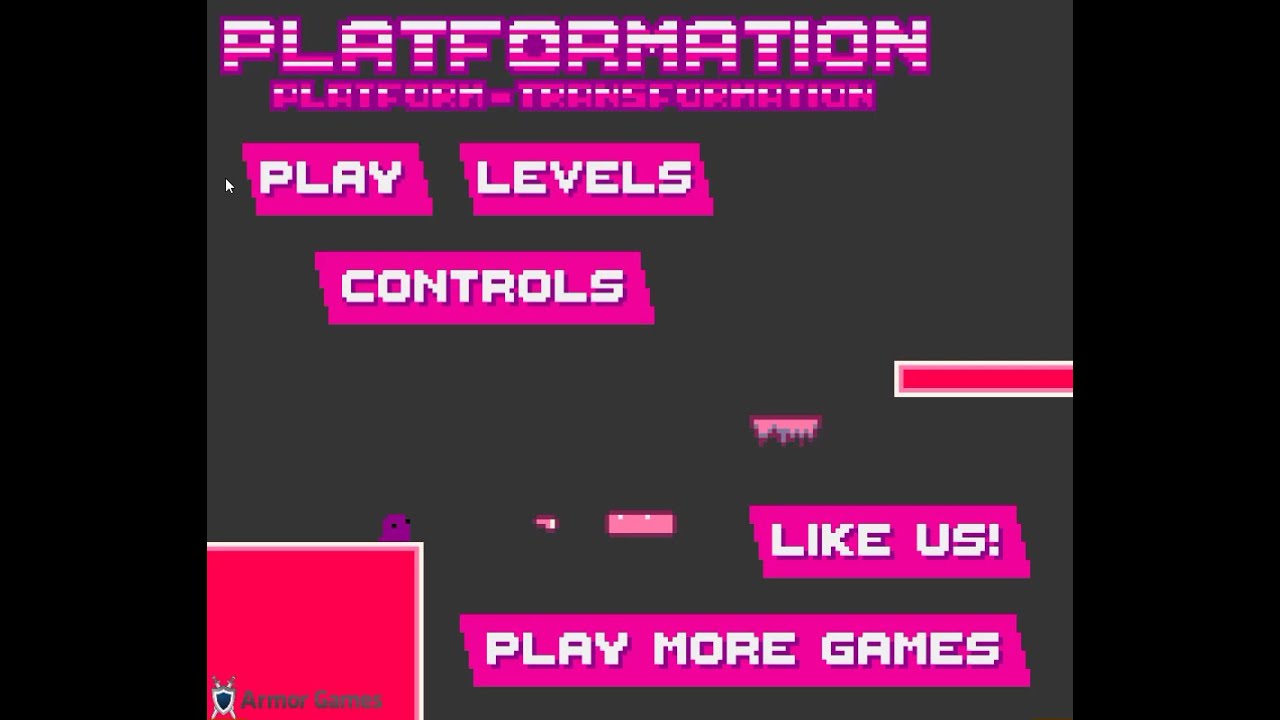 PLATFORMATION
PLATFORM-TRANSFORMATION
PLAY
LEVELS
CONTROLS
LIKE US!
PLAY MORE GAMES
Armor Games